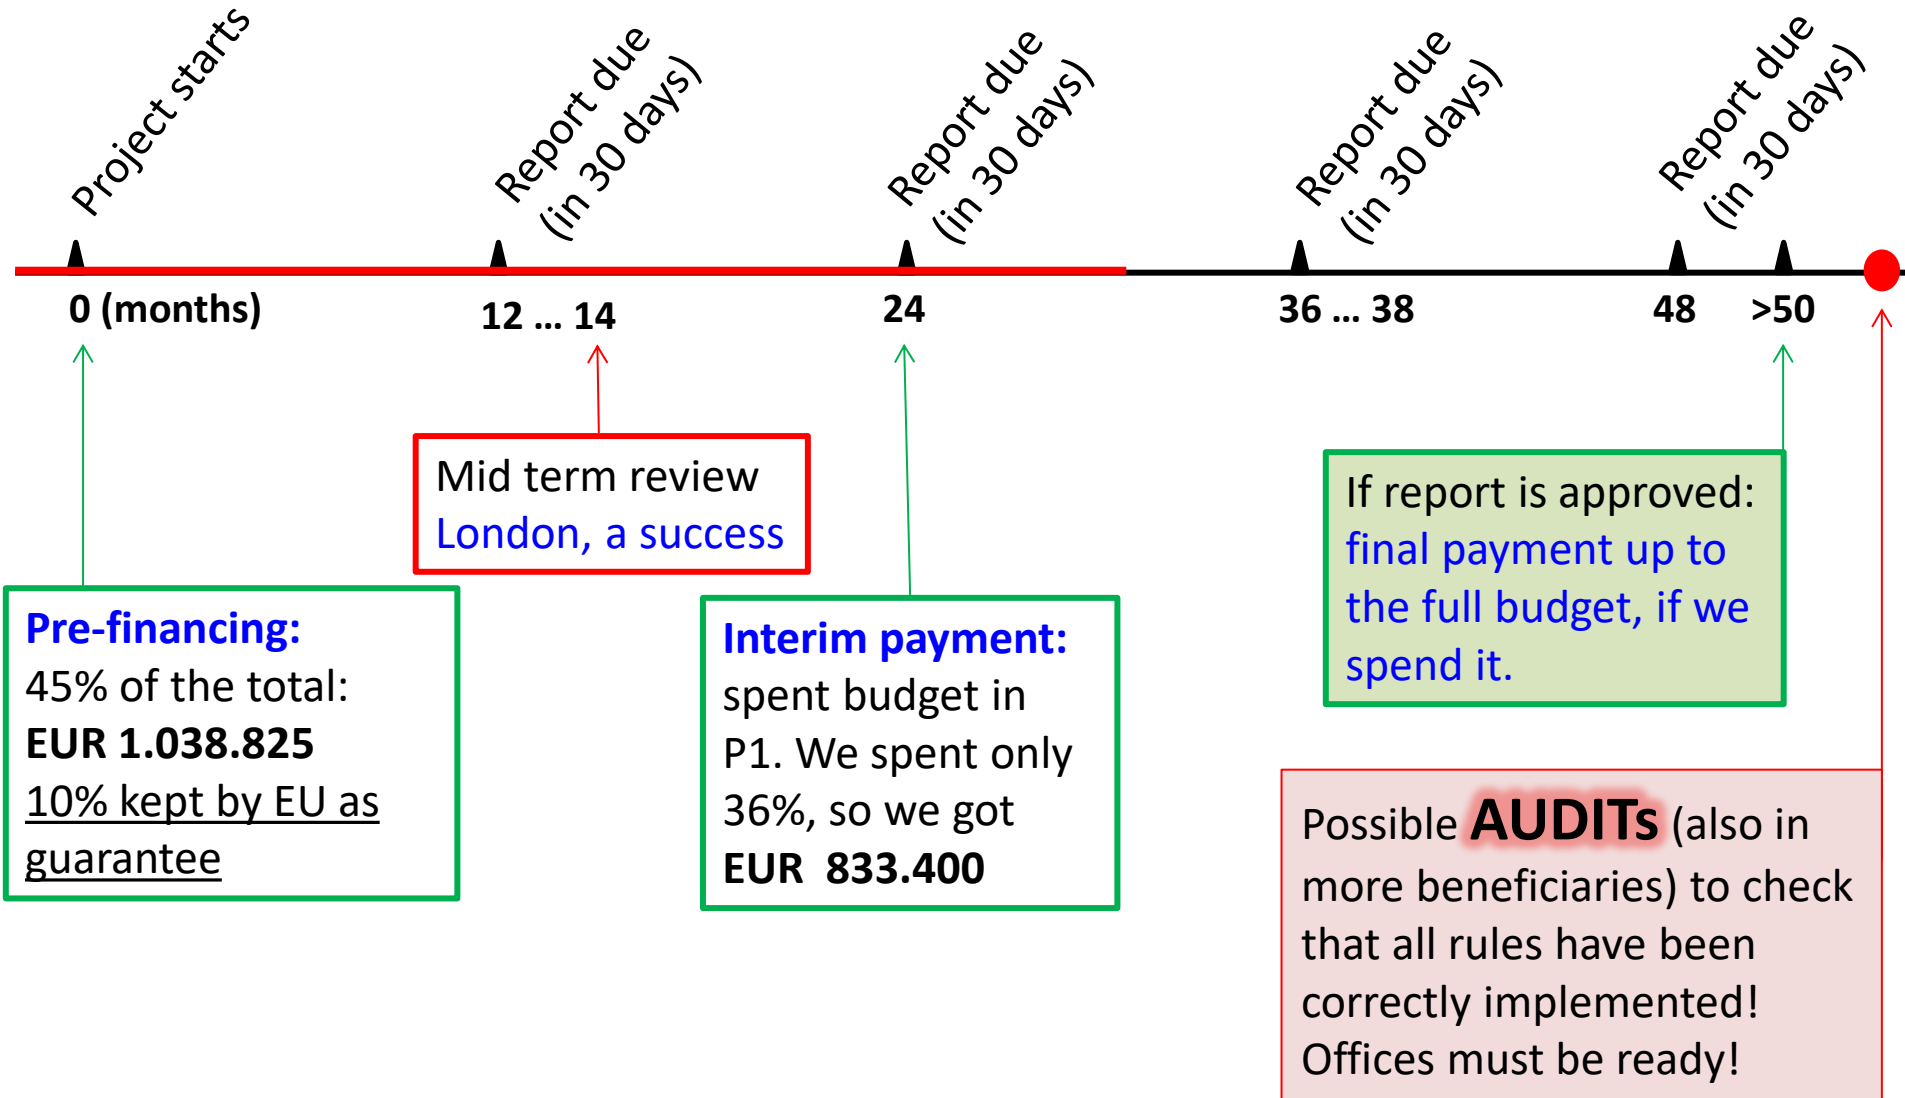 Project starts
Report due
(in 30 days)
Report due
(in 30 days)
Report due
(in 30 days)
Report due
(in 30 days)
0 (months)
12 ... 14
24
36 ... 38
48
>50
Mid term review
London, a success
Pre-financing:
45% of the total:
EUR 1.038.825
10% kept by EU as
guarantee
Interim payment:
spent budget in
P1. We spent only
36%, so we got
EUR 833.400
If report is approved:
final payment up to
the full budget, if we
spend it.
Possible AUDITs (also in
more beneficiaries) to check
that all rules have been
correctly implemented!
Offices must be ready!